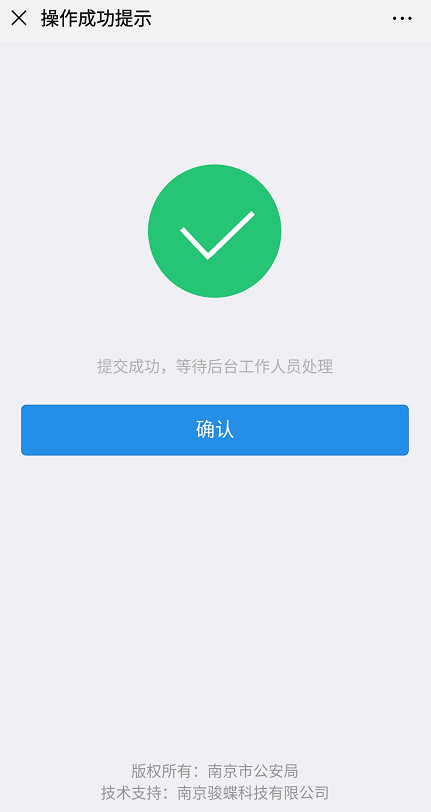 操作成功提示
提交成功，等待后台工作人员处理
确认
版权所有：南京市公安局
技术支持：南京骏蝶科技有限公司